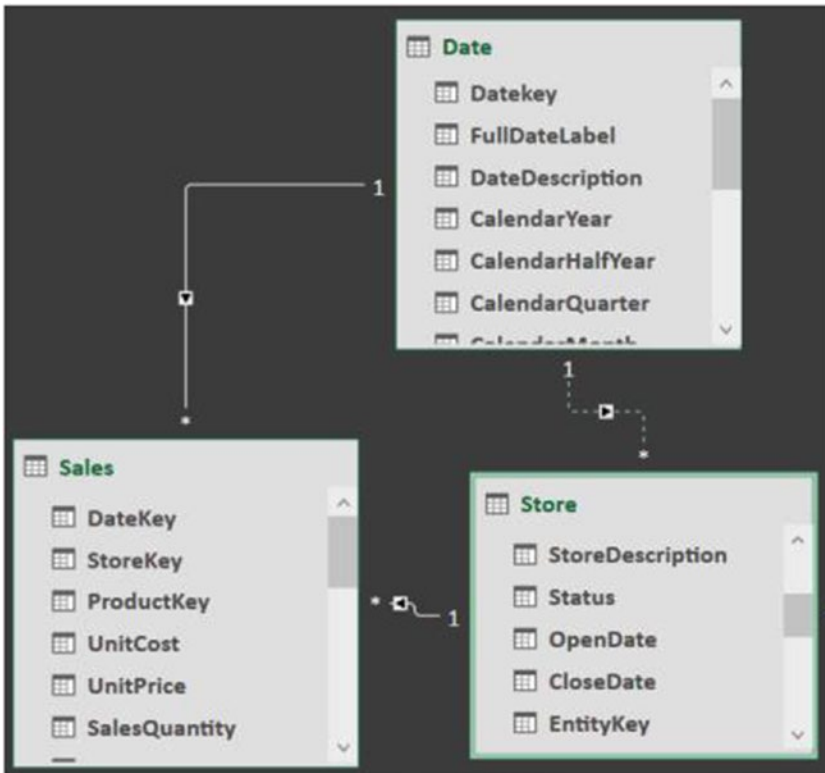 Date
Datekey
FullDateLabel
DateDescription
CalendarYear
CalendarHalfYear
CalendarQuarter
1
1
*
*
Sales
DateKey
StoreKey
ProductKey
UnitCost
UnitPrice
SalesQuantity
* 1
Store
StoreDescription
Status
OpenDate
CloseDate
EntityKey